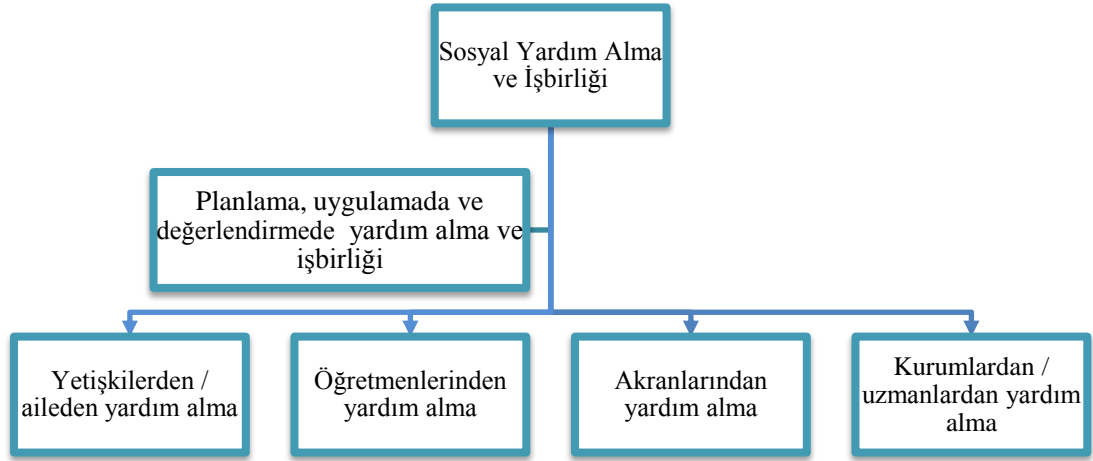 Sosyal Yardım Alma
ve İşbirliği
Planlama, uygulamada ve
değerlendirmede yardım alma ve
işbirliği
Yetişkilerden /
aileden yardım alma
Öğretmenlerinden
yardım alma
Akranlarından
yardım alma
Kurumlardan /
uzmanlardan yardım
alma